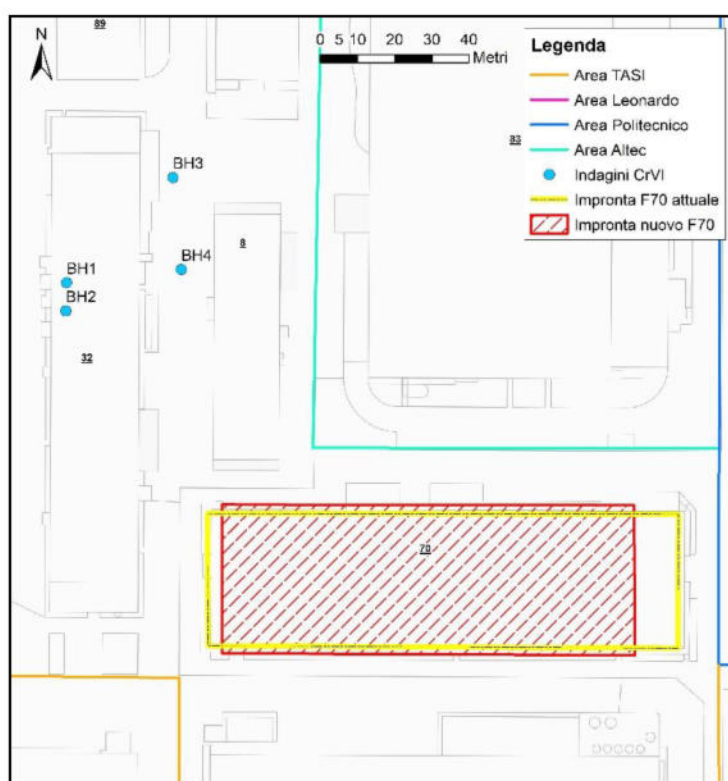 89
N
0 5 10 20 30 40
Metri
Legenda
Area TASI
Area Leonardo
Area Politecnico
Area Altec
Indagini CrVI
Impronta F70 attuale
Impronta nuovo F70
83
BH3
8
BH4
BH1
BH2
32
70